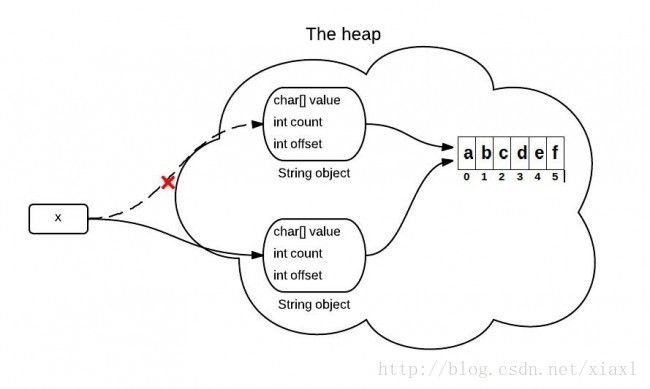 The heap
char[] value
int count
int offset
String object
x
a b c d e f
0 1 2 3 4 5
char[] value
int count
int offset
String object
http://blog.csdn.net/xiaxl